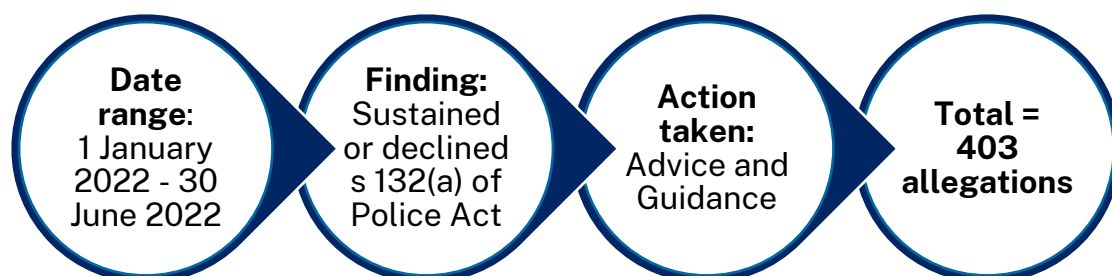 Date
range:
1 January
2022 - 30
June 2022
Finding:
Sustained
or declined
s 132(a) of
Police Act
Action
taken:
Advice and
Guidance
Total =
403
allegations